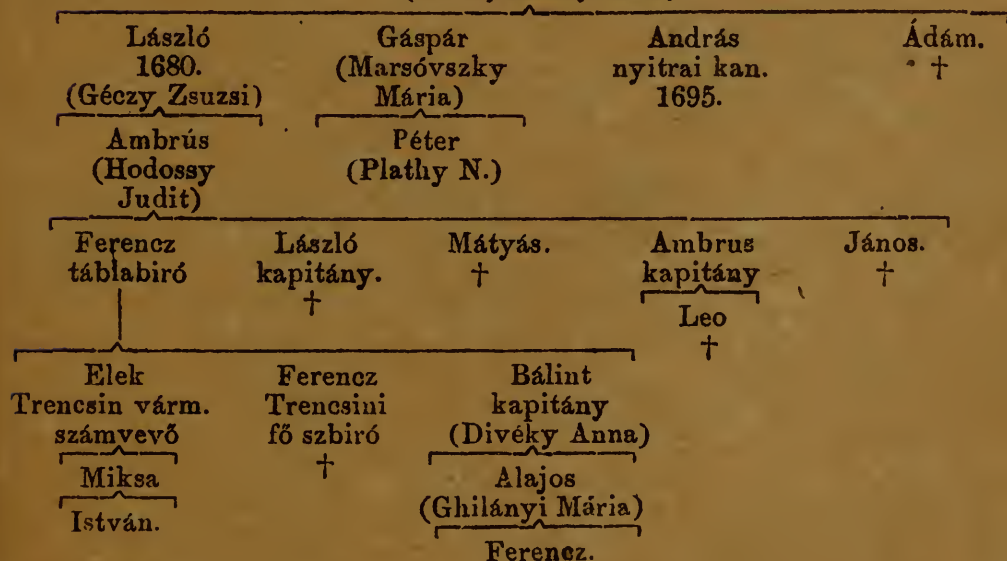 László Gáspár András Ádám.
1680. (Marsóvszky nyitrai kan. †
(Géczy Zsuzsi) Mária) 1695.
Ambrús Péter
(Hodossy (Plathy N.)
Judit)
Ferencz László Mátyás. Ambrus János.
táblabiró kapitány. † kapitány †
†
Leo
†
Elek Ferencz Bálint
Trencsin várm. Trencsini kapitány
számvevő fő szbiró (Divéky Anna)
†
Miksa Alajos
(Ghilányi Mária)
István.
Ferencz.